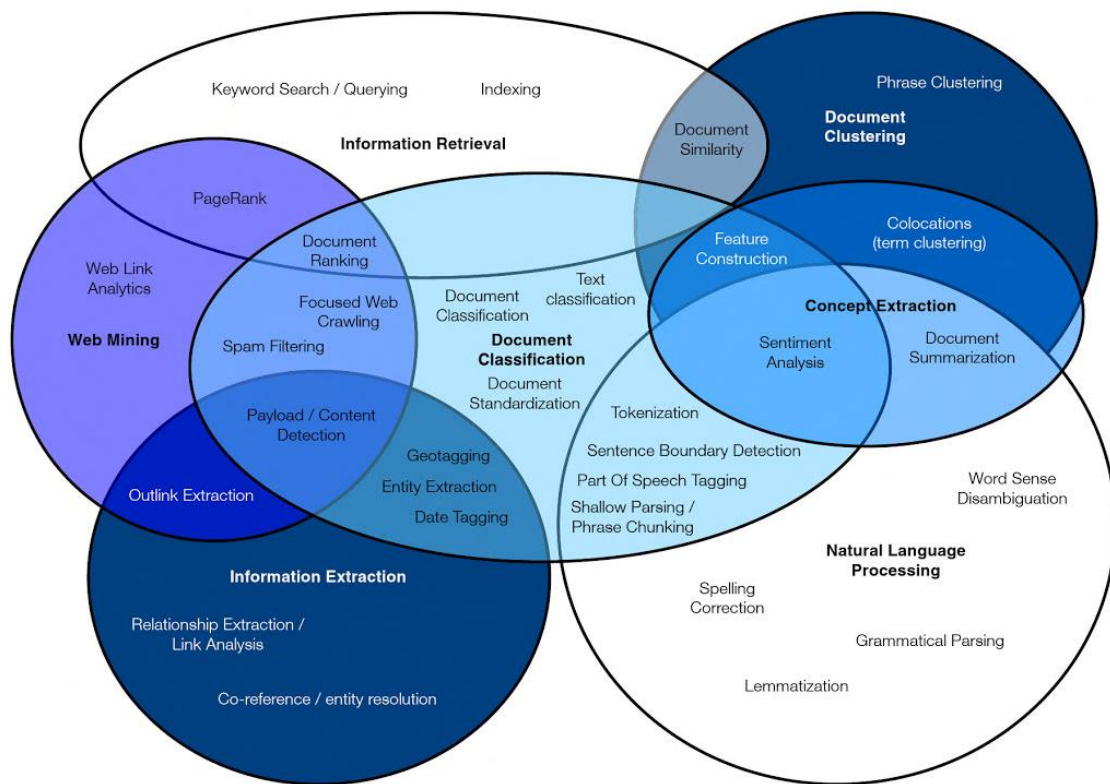 Keyword Search / Querying
Indexing
Information Retrieval
Phrase Clustering
Document
Clustering
Document
Similarity
PageRank
Document
Ranking
Feature
Construction
Colocations
(term clustering)
Web Link
Analytics
Focused Web
Crawling
Document
Classification
Text
classification
Concept Extraction
Web Mining
Spam Filtering
Document
Classification
Sentiment
Analysis
Document
Summarization
Document
Standardization
Payload / Content
Detection
Tokenization
Geotagging
Sentence Boundary Detection
Entity Extraction
Part Of Speech Tagging
Word Sense
Disambiguation
Outlink Extraction
Date Tagging
Shallow Parsing /
Phrase Chunking
Information Extraction
Natural Language
Processing
Spelling
Correction
Relationship Extraction /
Link Analysis
Grammatical Parsing
Co-reference / entity resolution
Lemmatization